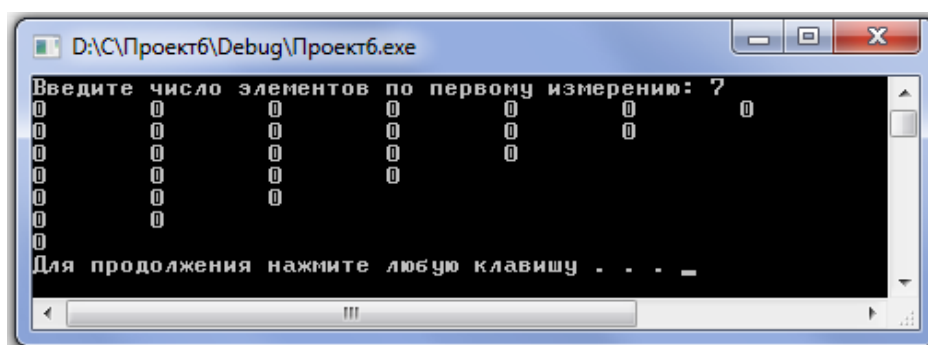 D:\C\Проект6\Debug\Проект6.exe
Введите число элементов по первому измерению: 7
0 0 0 0 0 0 0
0 0 0 0 0 0
0 0 0 0 0
0 0 0 0
0 0 0
0 0
0
Для продолжения нажмите любую клавишу . . . _